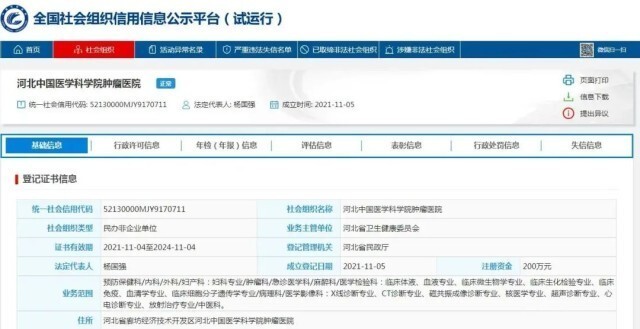 全国社会组织信用信息公示平台（试运行）
首页 社会组织 活动异常名录 严重违法失信名单 已取缔非法社会组织 涉嫌非法社会组织 微信扫一扫
河北中国医学科学院肿瘤医院 正常
页面打印
统一社会信用代码: 52130000MJY9170711 法定代表人: 杨国强 成立时间: 2021-11-05
信息下载
提出异议
基础信息 行政许可信息 年检（年报）信息 评估信息 表彰信息 行政处罚信息 失信信息
登记证书信息
统一社会信用代码 52130000MJY9170711 社会组织名称 河北中国医学科学院肿瘤医院
社会组织类型 民办非企业单位 业务主管单位 河北省卫生健康委员会
证书有效期 2021-11-04至2024-11-04 登记管理机关 河北省民政厅
法定代表人 杨国强 成立登记日期 2021-11-05 注册资金 200万元
预防保健科/内科/外科/妇产科：妇科专业/肿瘤科/急诊医学科/麻醉科/医学检验科：临床体液、血液专业、临床微生物学专业、临床生化检验专业、临床
业务范围 免疫、血清学专业、临床细胞分子遗传学专业/病理科/医学影像科：X线诊断专业、CT诊断专业、磁共振成像诊断专业、核医学专业、超声诊断专业、心
电诊断专业、放射治疗专业/中医科。
住所 河北省廊坊经济技术开发区河北中国医学科学院肿瘤医院